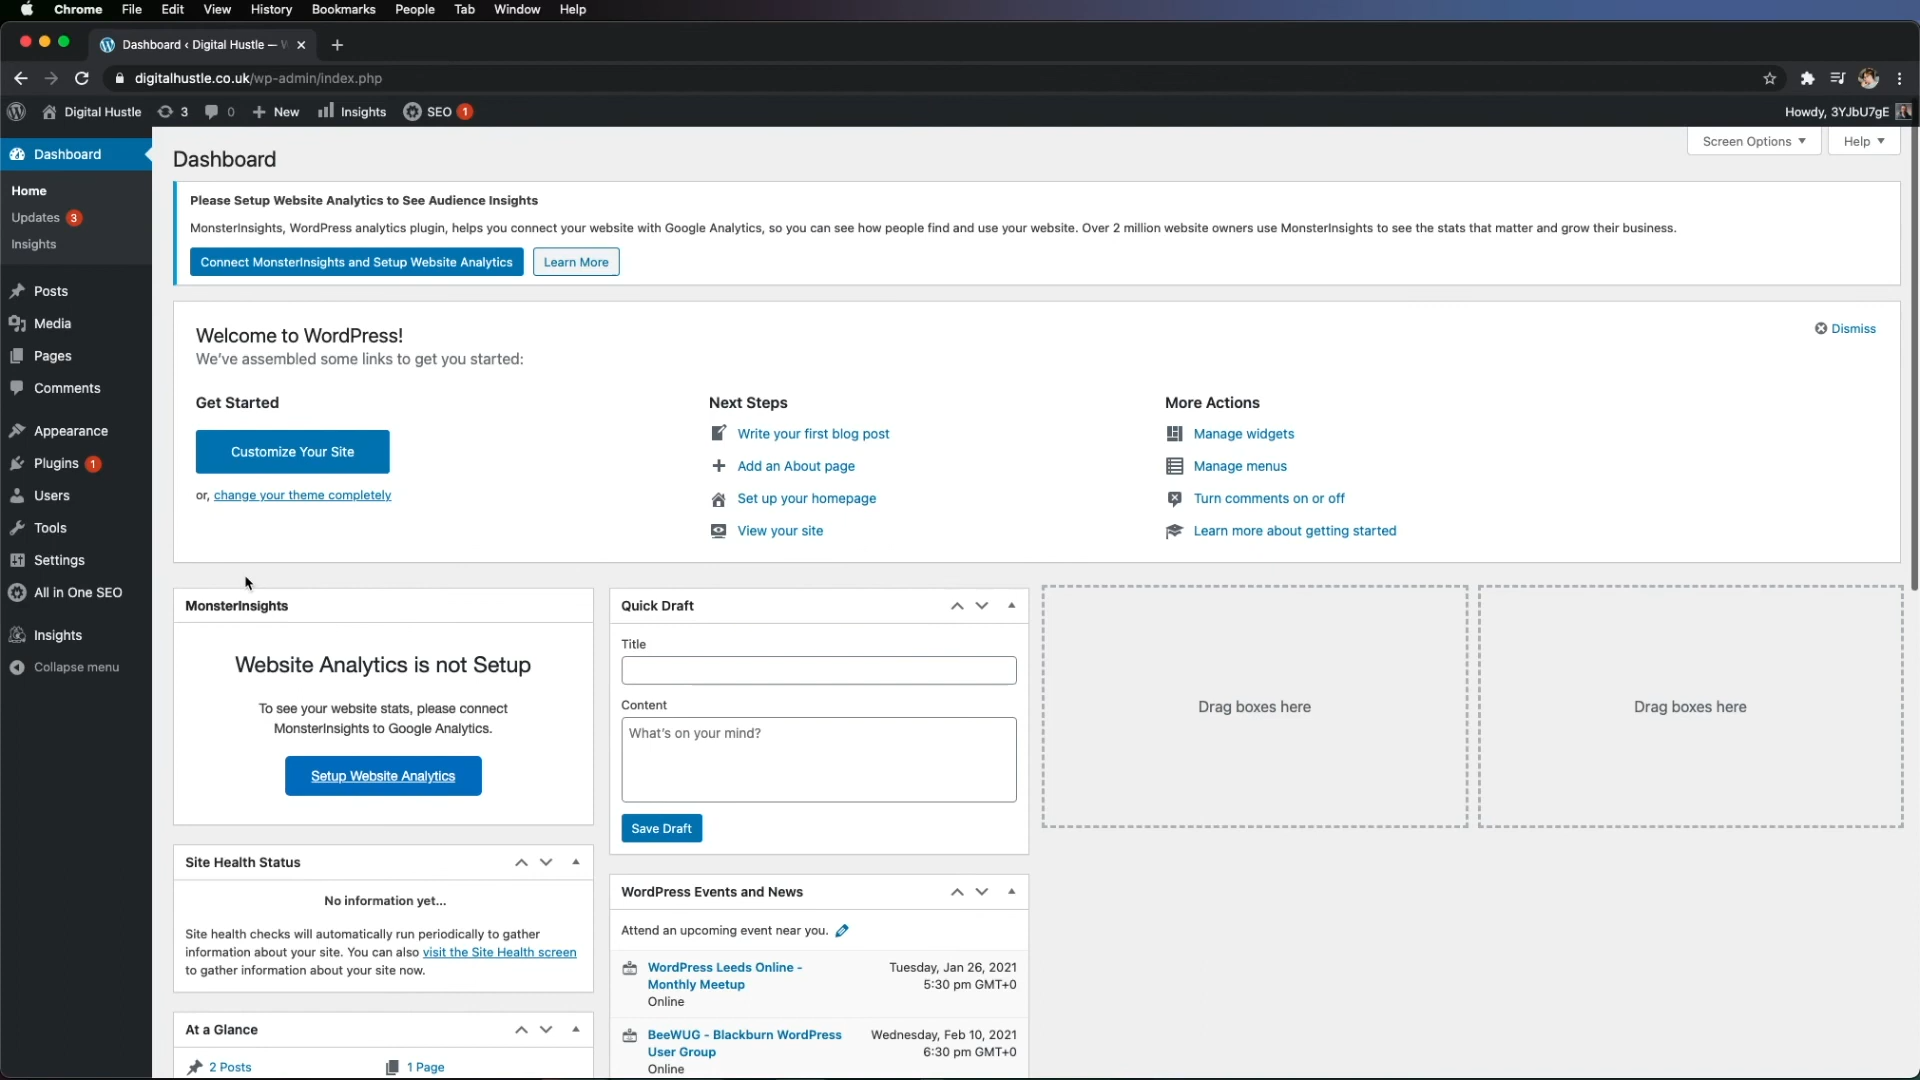 Chrome File Edit View History Bookmarks People Tab Window Help
Dashboard ‹ Digital Hustle —
digitalhustle.co.uk/wp-admin/index.php
Digital Hustle 3 0 New Insights SEO 1 Howdy, 3YJbU7gE
Dashboard
Home
Updates 3
Insights
Posts
Media
Pages
Comments
Appearance
Plugins 1
Users
Tools
Settings
All in One SEO
Insights
Collapse menu
Screen Options Help
Dashboard
Please Setup Website Analytics to See Audience Insights
MonsterInsights, WordPress analytics plugin, helps you connect your website with Google Analytics, so you can see how people find and use your website. Over 2 million website owners use MonsterInsights to see the stats that matter and grow their business.
Connect MonsterInsights and Setup Website Analytics Learn More
Welcome to WordPress!
Dismiss
We've assembled some links to get you started:
Get Started
Customize Your Site
or, change your theme completely
Next Steps
Write your first blog post
Add an About page
Set up your homepage
View your site
More Actions
Manage widgets
Manage menus
Turn comments on or off
Learn more about getting started
MonsterInsights
Website Analytics is not Setup
To see your website stats, please connect
MonsterInsights to Google Analytics.
Setup Website Analytics
Site Health Status
No information yet...
Site health checks will automatically run periodically to gather
information about your site. You can also visit the Site Health screen
to gather information about your site now.
At a Glance
2 Posts 1 Page
Quick Draft
Title
Content
What's on your mind?
Save Draft
WordPress Events and News
Attend an upcoming event near you.
WordPress Leeds Online - Tuesday, Jan 26, 2021
Monthly Meetup 5:30 pm GMT+0
Online
BeeWUG - Blackburn WordPress Wednesday, Feb 10, 2021
User Group 6:30 pm GMT+0
Online
Drag boxes here
Drag boxes here